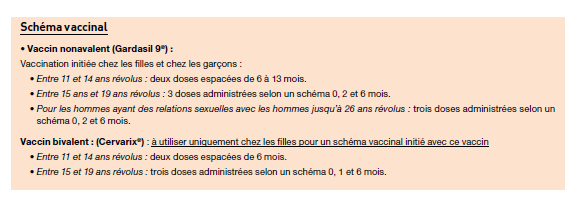 Schéma vaccinal
• Vaccin nonavalent (Gardasil 9®) :
Vaccination initiée chez les filles et chez les garçons :
• Entre 11 et 14 ans révolus : deux doses espacées de 6 à 13 mois.
• Entre 15 ans et 19 ans révolus : 3 doses administrées selon un schéma 0, 2 et 6 mois.
• Pour les hommes ayant des relations sexuelles avec les hommes jusqu'à 26 ans révolus : trois doses administrées selon un
schéma 0, 2 et 6 mois.
Vaccin bivalent : (Cervarix®) : à utiliser uniquement chez les filles pour un schéma vaccinal initié avec ce vaccin
• Entre 11 et 14 ans révolus : deux doses espacées de 6 mois.
• Entre 15 et 19 ans révolus : trois doses administrées selon un schéma 0, 1 et 6 mois.